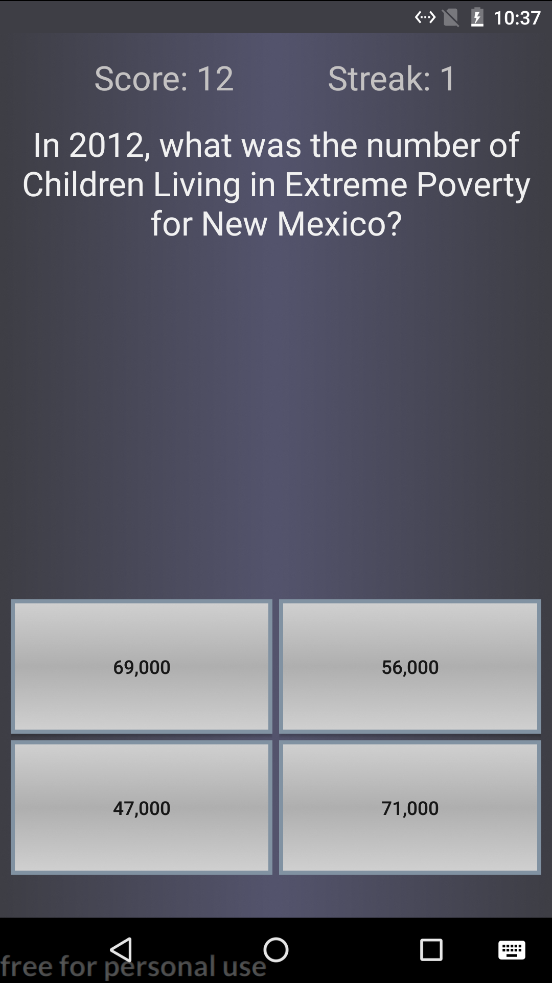 10:37
Score: 12 Streak: 1
In 2012, what was the number of
Children Living in Extreme Poverty
for New Mexico?
69,000 56,000
47,000 71,000
free for personal use